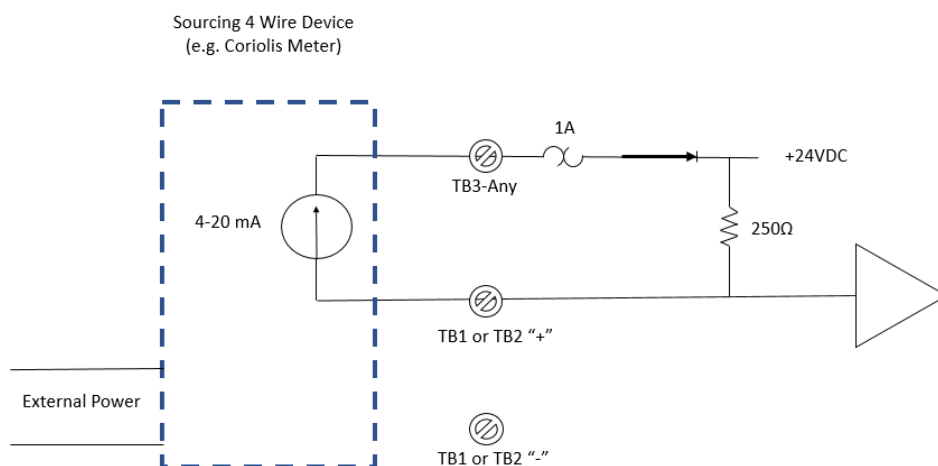 Sourcing 4 Wire Device
(e.g. Coriolis Meter)
1A
+24VDC
TB3-Any
4-20 mA
250Ω
TB1 or TB2 “+”
External Power
TB1 or TB2 “-”